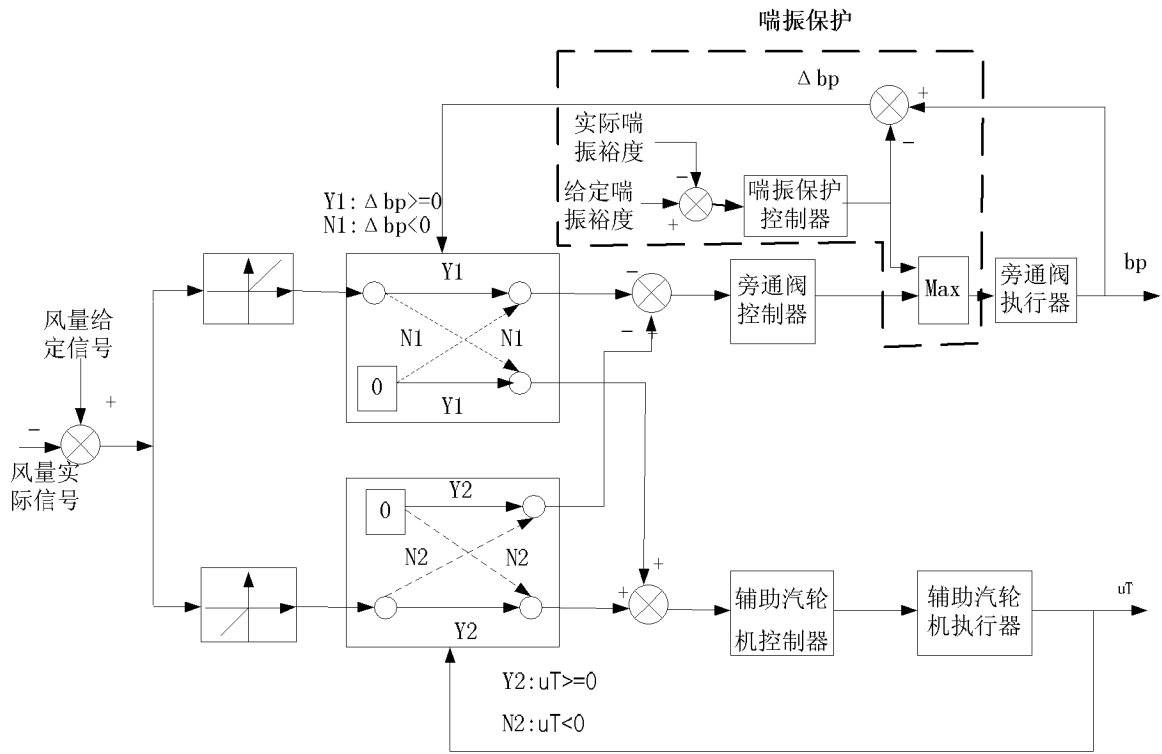 喘振保护
Δbp
+
−
实际喘
振裕度
−
给定喘
振裕度
+
喘振保护
控制器
Y1:Δbp>=0
N1:Δbp<0
Y1
N1
N1
0
Y1
−
−
+
旁通阀
控制器
Max
旁通阀
执行器
bp
风量给
定信号
+
−
风量实
际信号
0
Y2
N2
N2
Y2
+
+
辅助汽轮
机控制器
辅助汽轮
机执行器
uT
Y2:uT>=0
N2:uT<0